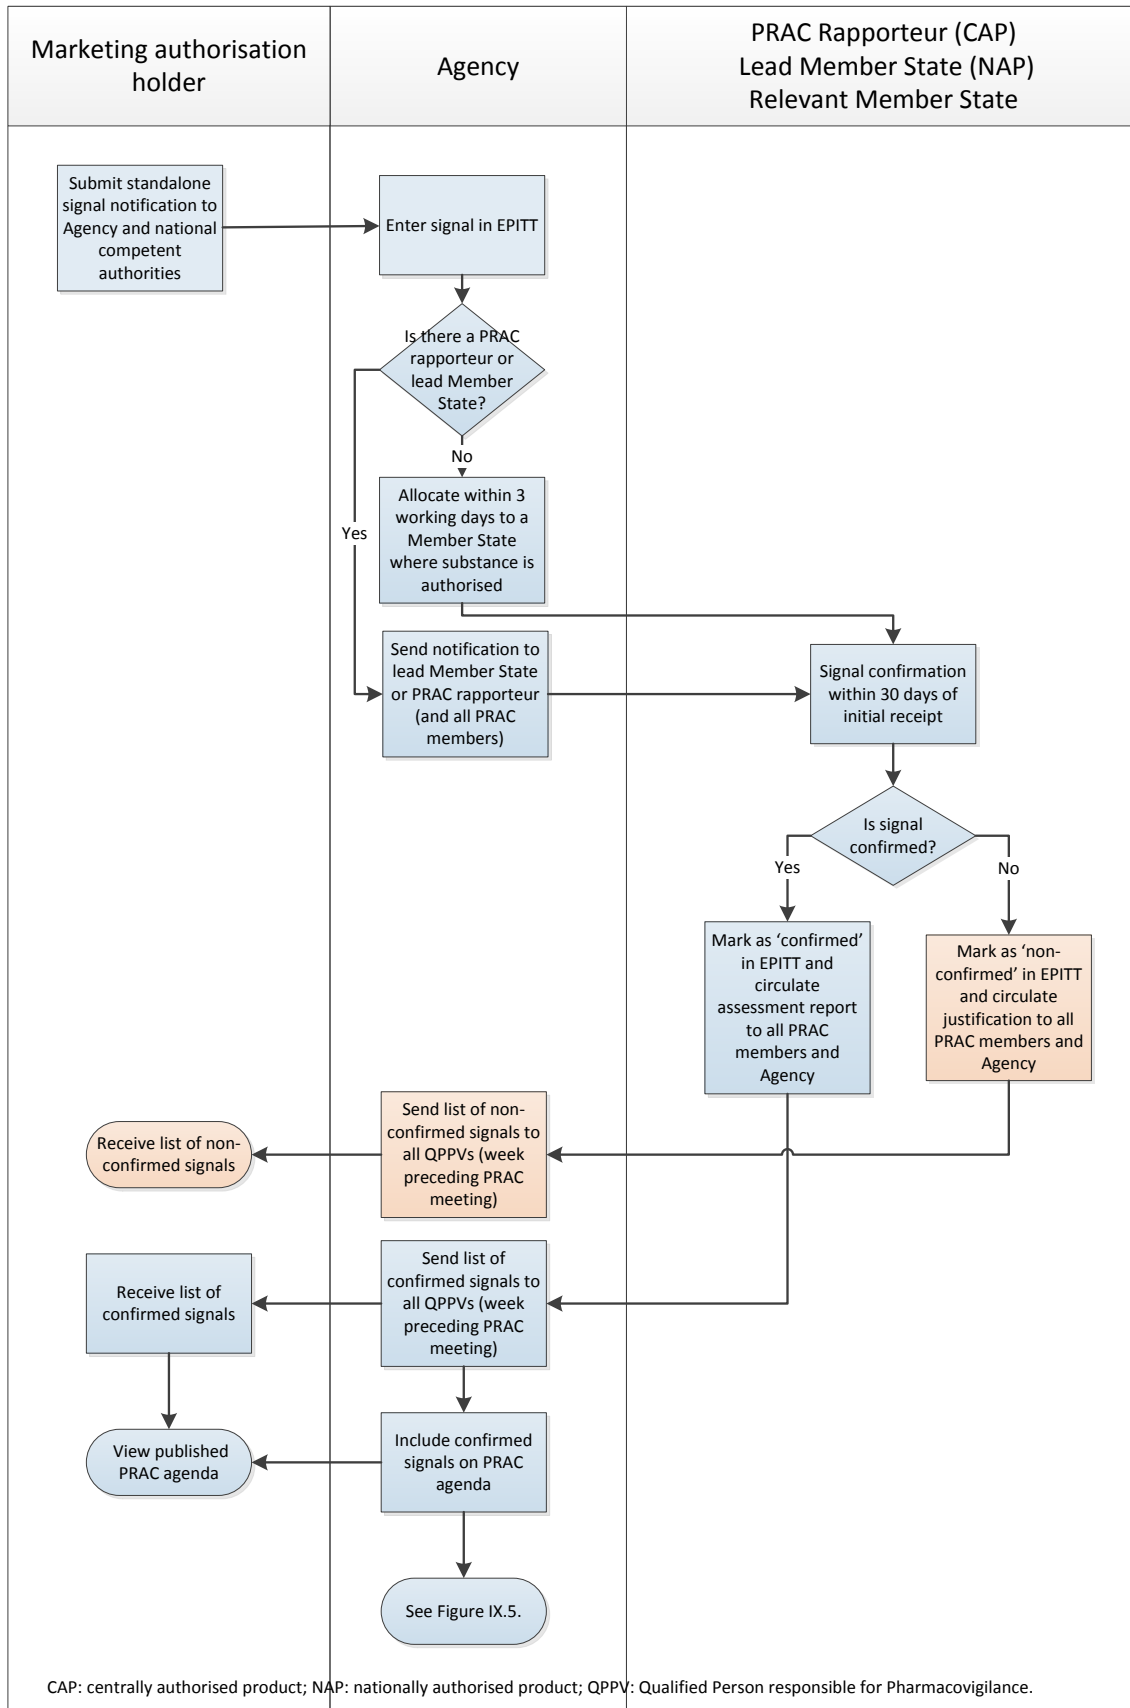 Marketing authorisation
holder
Agency
PRAC Rapporteur (CAP)
Lead Member State (NAP)
Relevant Member State
Submit standalone
signal notification to
Agency and national
competent
authorities
Enter signal in EPITT
Is there a PRAC
rapporteur or
lead Member
State?
No
Yes
Allocate within 3
working days to a
Member State
where substance is
authorised
Send notification to
lead Member State
or PRAC rapporteur
(and all PRAC
members)
Signal confirmation
within 30 days of
initial receipt
Is signal
confirmed?
Yes
No
Mark as ‘confirmed’
in EPITT and
circulate
assessment report
to all PRAC
members and
Agency
Mark as ‘non-
confirmed’ in EPITT
and circulate
justification to all
PRAC members and
Agency
Send list of non-
confirmed signals to
all QPPVs (week
preceding PRAC
meeting)
Receive list of non-
confirmed signals
Send list of
confirmed signals to
all QPPVs (week
preceding PRAC
meeting)
Receive list of
confirmed signals
Include confirmed
signals on PRAC
agenda
View published
PRAC agenda
See Figure IX.5.
CAP: centrally authorised product; NAP: nationally authorised product; QPPV: Qualified Person responsible for Pharmacovigilance.